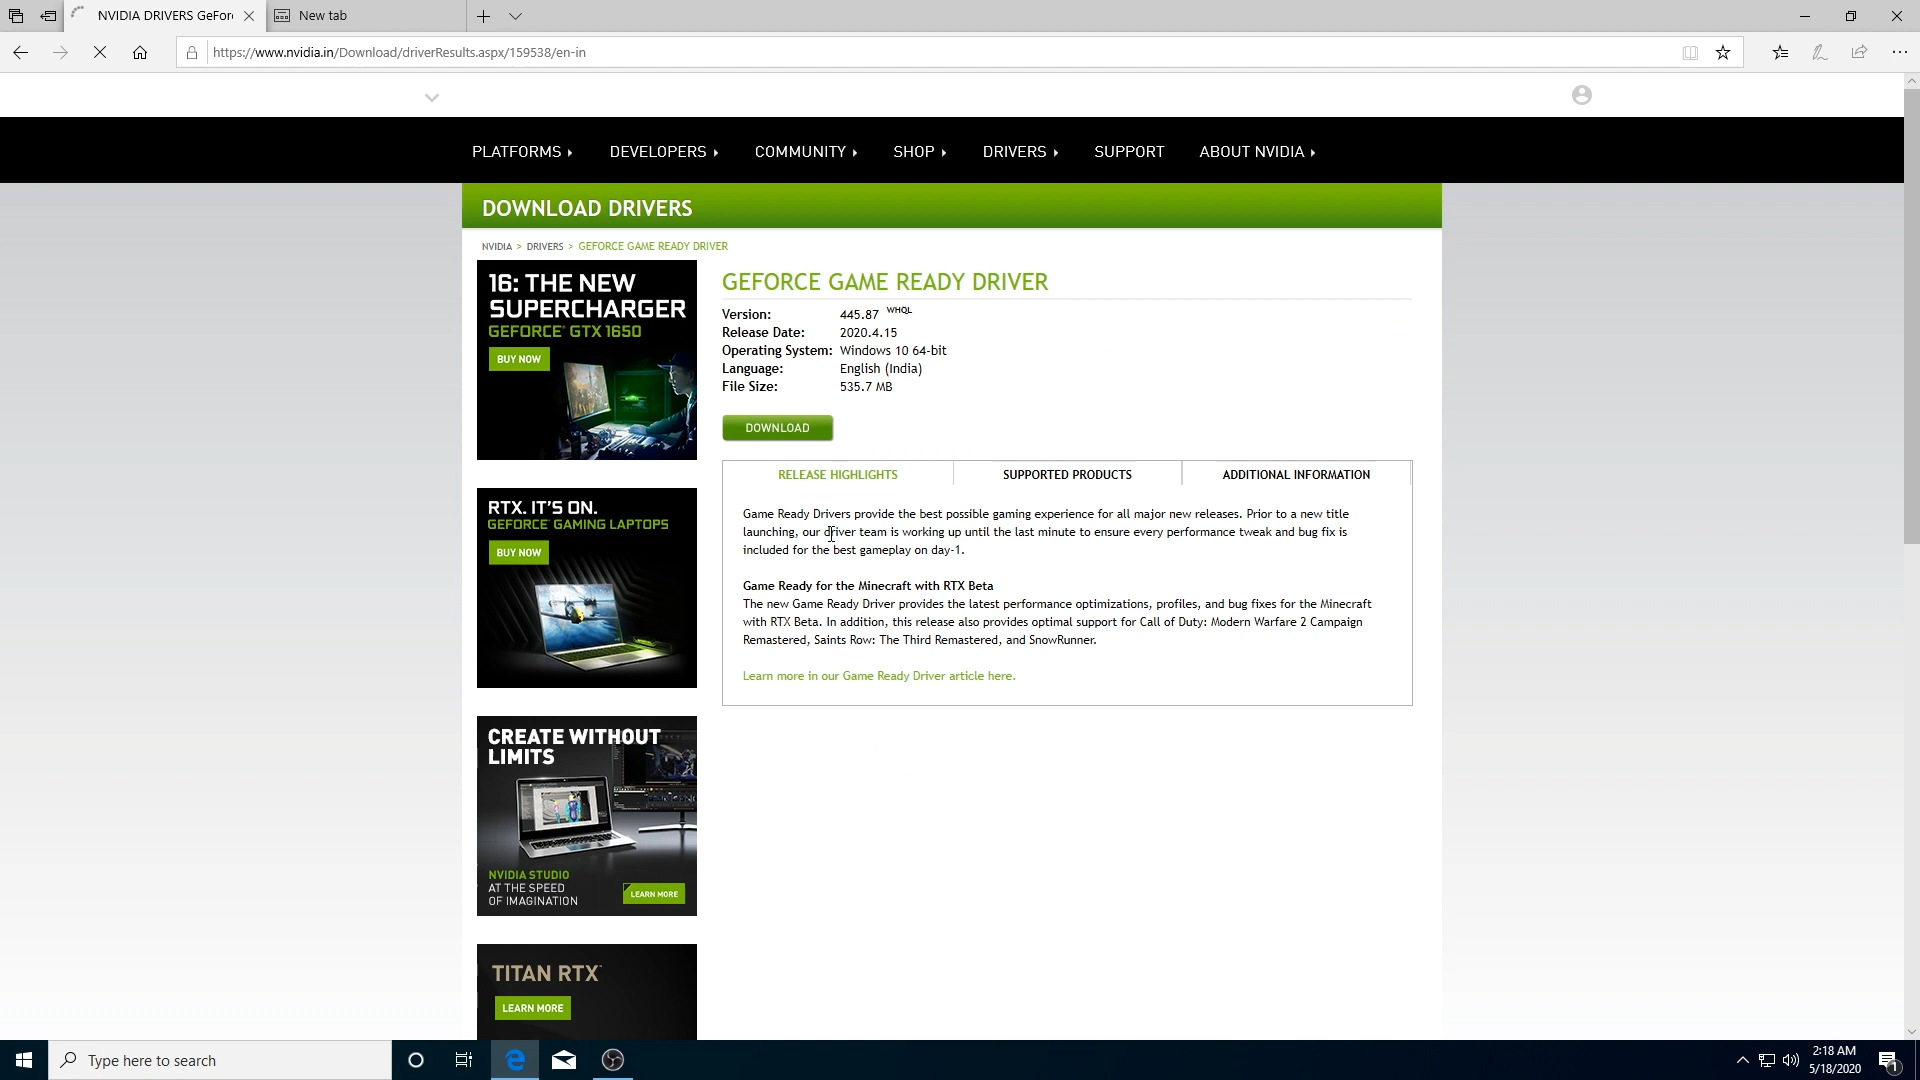 NVIDIA DRIVERS GeFor
New tab
https://www.nvidia.in/Download/driverResults.aspx/159538/en-in
PLATFORMS
DEVELOPERS
COMMUNITY
SHOP
DRIVERS
SUPPORT
ABOUT NVIDIA
DOWNLOAD DRIVERS
NVIDIA > DRIVERS > GEFORCE GAME READY DRIVER
16: THE NEW
SUPERCHARGER
GEFORCE® GTX 1650
BUY NOW
GEFORCE GAME READY DRIVER
Version: 445.87 WHQL
Release Date: 2020.4.15
Operating System: Windows 10 64-bit
Language: English (India)
File Size: 535.7 MB
DOWNLOAD
RELEASE HIGHLIGHTS
SUPPORTED PRODUCTS
ADDITIONAL INFORMATION
Game Ready Drivers provide the best possible gaming experience for all major new releases. Prior to a new title
launching, our driver team is working up until the last minute to ensure every performance tweak and bug fix is
included for the best gameplay on day-1.
Game Ready for the Minecraft with RTX Beta
The new Game Ready Driver provides the latest performance optimizations, profiles, and bug fixes for the Minecraft
with RTX Beta. In addition, this release also provides optimal support for Call of Duty: Modern Warfare 2 Campaign
Remastered, Saints Row: The Third Remastered, and SnowRunner.
Learn more in our Game Ready Driver article here.
RTX. IT'S ON.
GEFORCE® GAMING LAPTOPS
BUY NOW
CREATE WITHOUT
LIMITS
NVIDIA STUDIO
AT THE SPEED
OF IMAGINATION
LEARN MORE
TITAN RTX™
LEARN MORE
Type here to search
2:18 AM
5/18/2020
1